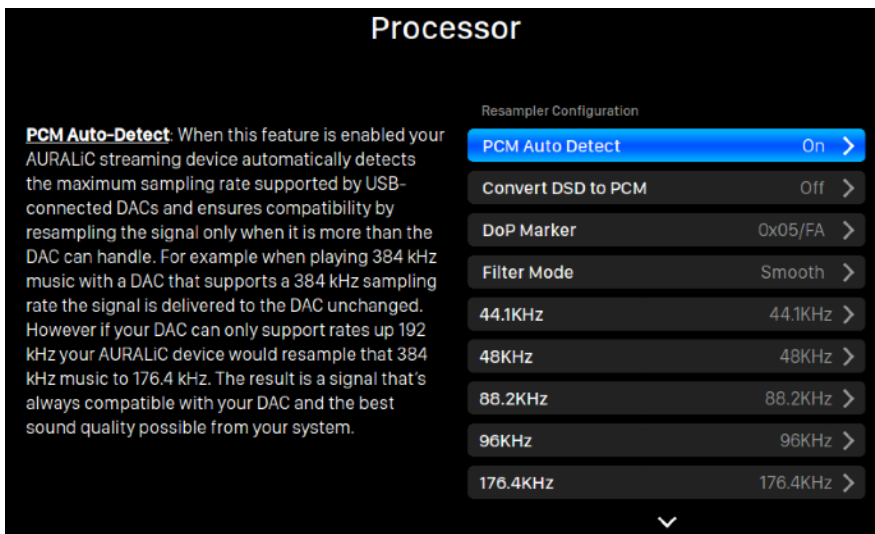 Processor
PCM Auto-Detect: When this feature is enabled your
AURALiC streaming device automatically detects
the maximum sampling rate supported by USB-
connected DACs and ensures compatibility by
resampling the signal only when it is more than the
DAC can handle. For example when playing 384 kHz
music with a DAC that supports a 384 kHz sampling
rate the signal is delivered to the DAC unchanged.
However if your DAC can only support rates up 192
kHz your AURALiC device would resample that 384
kHz music to 176.4 kHz. The result is a signal that's
always compatible with your DAC and the best
sound quality possible from your system.
Resampler Configuration
PCM Auto Detect On
Convert DSD to PCM Off
DoP Marker 0x05/FA
Filter Mode Smooth
44.1KHz 44.1KHz
48KHz 48KHz
88.2KHz 88.2KHz
96KHz 96KHz
176.4KHz 176.4KHz